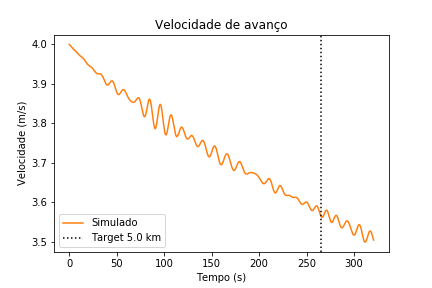 Velocidade de avanço
4.0
3.9
3.8
3.7
3.6
3.5
Velocidade (m/s)
Simulado
Target 5.0 km
0 50 100 150 200 250 300
Tempo (s)